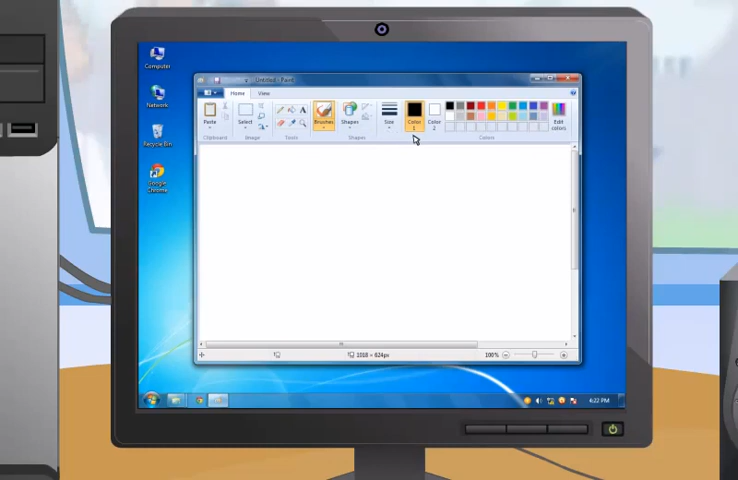 Computer
Network
Recycle Bin
Google
Chrome
Untitled - Paint
Home View
Paste
Select
Brushes
Shapes
Size
Color
1
Color
2
Edit
colors
Clipboard Image Tools Shapes Colors
1018 × 624px
100%
6:22 PM